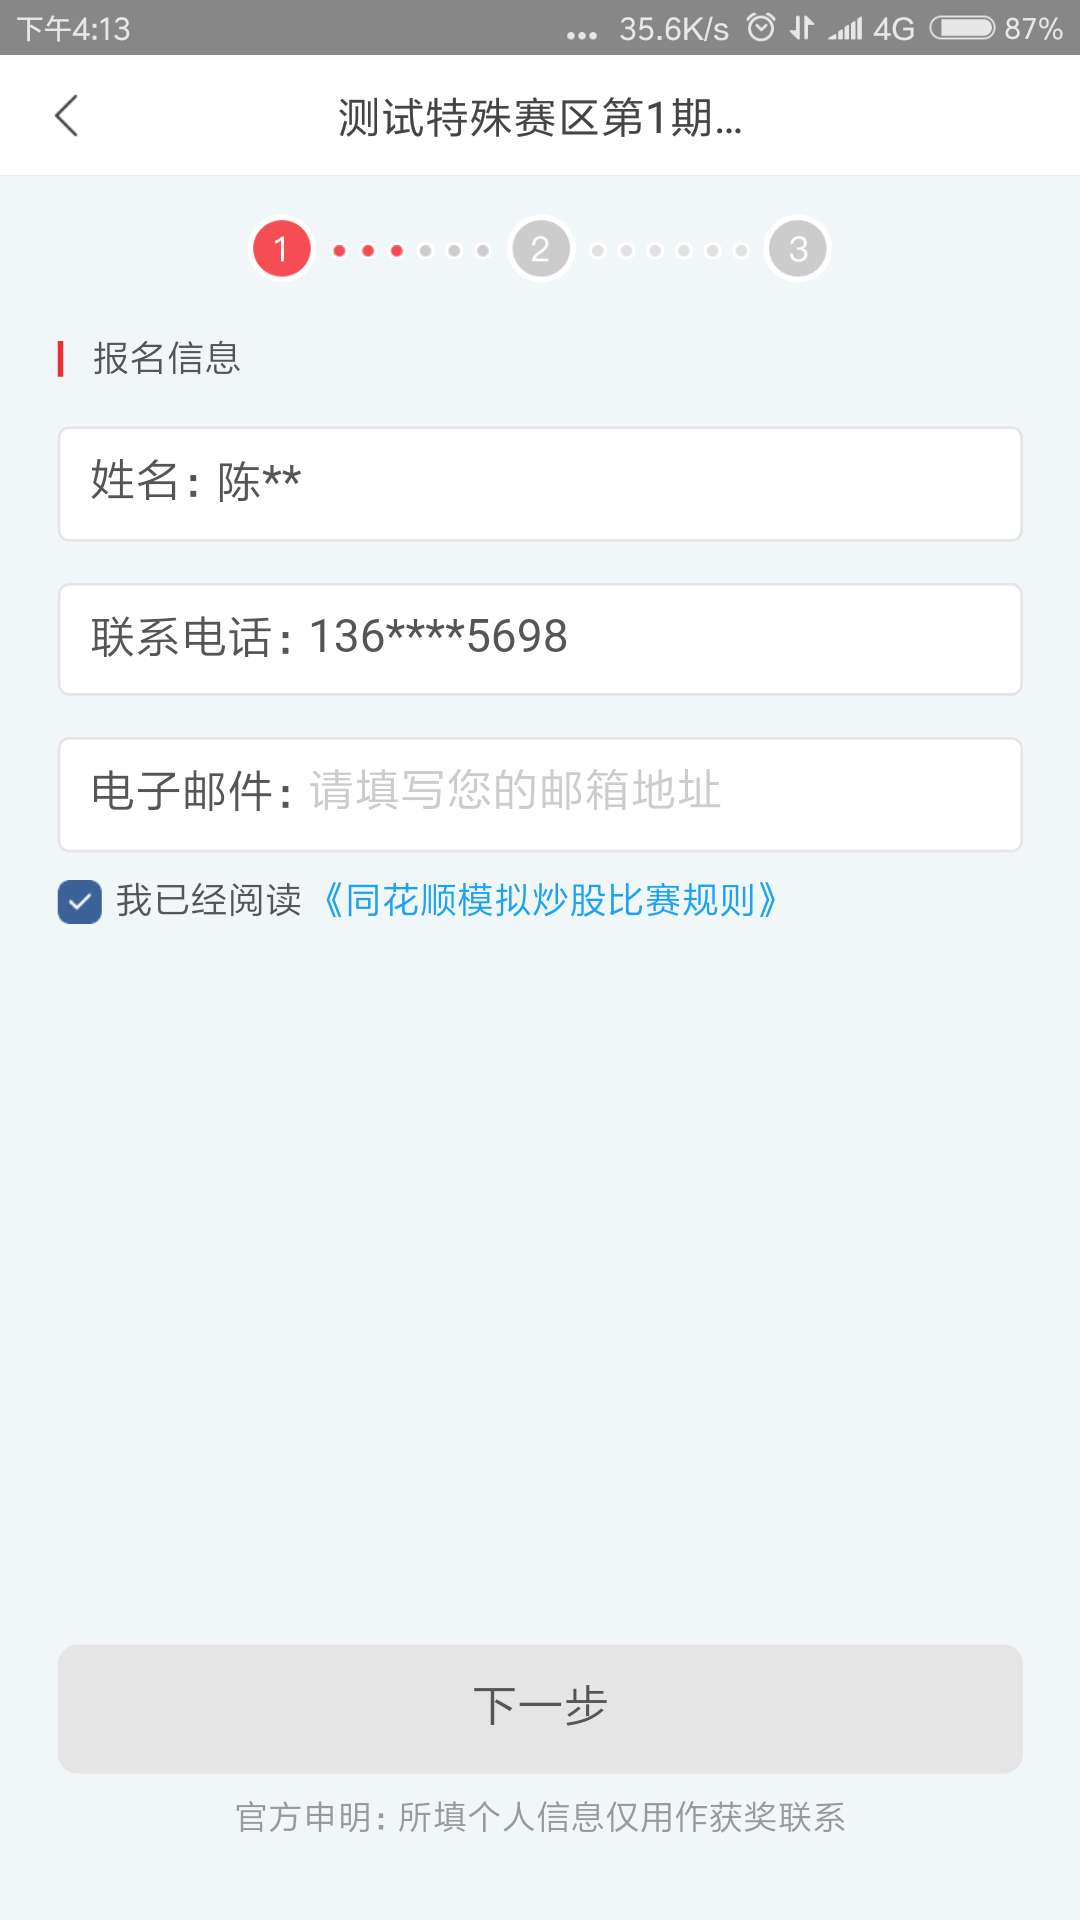 下午4:13 ... 35.6K/s 4G 87%
测试特殊赛区第1期...
1 2 3
报名信息
姓名：陈**
联系电话：136****5698
电子邮件：请填写您的邮箱地址
我已经阅读《同花顺模拟炒股比赛规则》
下一步
官方申明：所填个人信息仅用作获奖联系